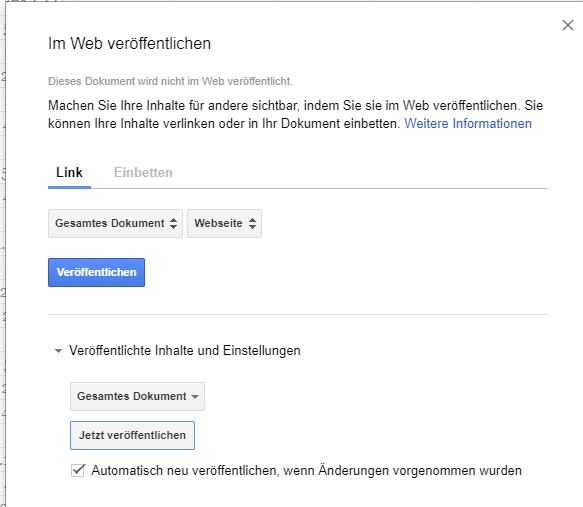 Im Web veröffentlichen
Dieses Dokument wird nicht im Web veröffentlicht.
Machen Sie Ihre Inhalte für andere sichtbar, indem Sie sie im Web veröffentlichen. Sie
können Ihre Inhalte verlinken oder in Ihr Dokument einbetten. Weitere Informationen
Link Einbetten
Gesamtes Dokument Webseite
Veröffentlichen
Veröffentlichte Inhalte und Einstellungen
Gesamtes Dokument
Jetzt veröffentlichen
Automatisch neu veröffentlichen, wenn Änderungen vorgenommen wurden